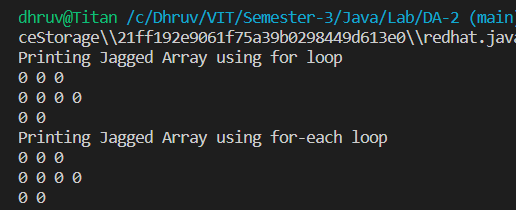 dhruv@Titan /c/Dhruv/VIT/Semester-3/Java/Lab/DA-2 (main
ceStorage\\21ff192e9061f75a39b0298449d613e0\\redhat.java
Printing Jagged Array using for loop
0 0 0
0 0 0 0
0 0
Printing Jagged Array using for-each loop
0 0 0
0 0 0 0
0 0